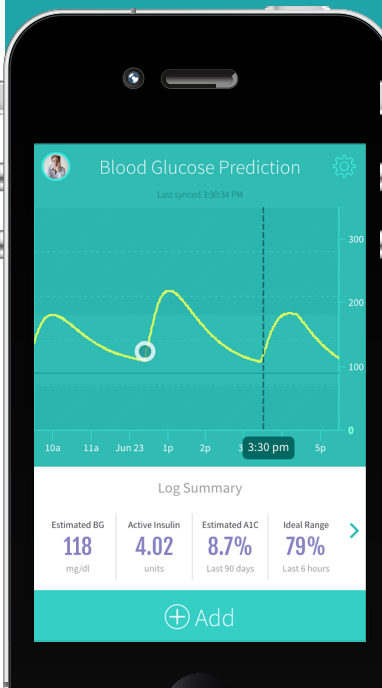 Blood Glucose Prediction
Last synced 3:30:34 PM
300
200
100
0
10a 11a Jun 23 1p 2p 3 3:30 pm 5p
Log Summary
Estimated BG Active Insulin Estimated A1C Ideal Range
118 4.02 8.7% 79%
mg/dl units Last 90 days Last 6 hours
Add